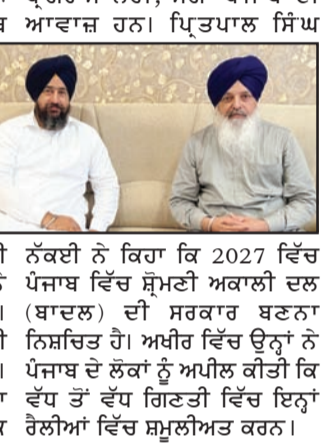 ਆਵਾਜ਼ ਹਨ। ਪ੍ਰਿਤਪਾਲ ਸਿੰਘ
ਨੱਕਈ ਨੇ ਕਿਹਾ ਕਿ 2027 ਵਿੱਚ
ਪੰਜਾਬ ਵਿੱਚ ਸ਼੍ਰੋਮਣੀ ਅਕਾਲੀ ਦਲ
(ਬਾਦਲ) ਦੀ ਸਰਕਾਰ ਬਣਨਾ
ਨਿਸ਼ਚਿਤ ਹੈ। ਅਖੀਰ ਵਿੱਚ ਉਨ੍ਹਾਂ ਨੇ
ਪੰਜਾਬ ਦੇ ਲੋਕਾਂ ਨੂੰ ਅਪੀਲ ਕੀਤੀ ਕਿ
ਵੱਧ ਤੋਂ ਵੱਧ ਗਿਣਤੀ ਵਿੱਚ ਇਨ੍ਹਾਂ
ਰੈਲੀਆਂ ਵਿੱਚ ਸ਼ਮੂਲੀਅਤ ਕਰਨ।